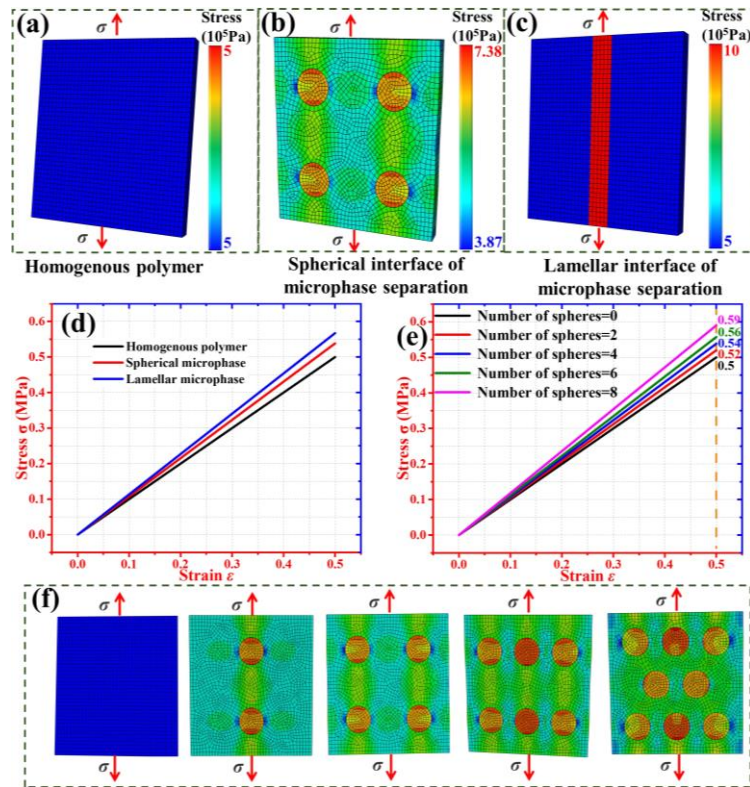 (a)
σ
Stress
(10⁵Pa)
5
5
σ
Homogenous polymer
(b)
σ
Stress
(10⁵Pa)
7.38
3.87
σ
Spherical interface of
microphase separation
(c)
σ
Stress
(10⁵Pa)
10
5
σ
Lamellar interface of
microphase separation
(d)
Homogenous polymer
Spherical microphase
Lamellar microphase
Stress σ (MPa)
0.6
0.5
0.4
0.3
0.2
0.1
0.0
0.0 0.1 0.2 0.3 0.4 0.5
Strain ε
(e)
Number of spheres=0
Number of spheres=2
Number of spheres=4
Number of spheres=6
Number of spheres=8
0.59
0.56
0.54
0.52
0.5
Stress σ (MPa)
0.6
0.5
0.4
0.3
0.2
0.1
0.0
0.0 0.1 0.2 0.3 0.4 0.5
Strain ε
(f)
σ σ σ σ σ
σ σ σ σ σ